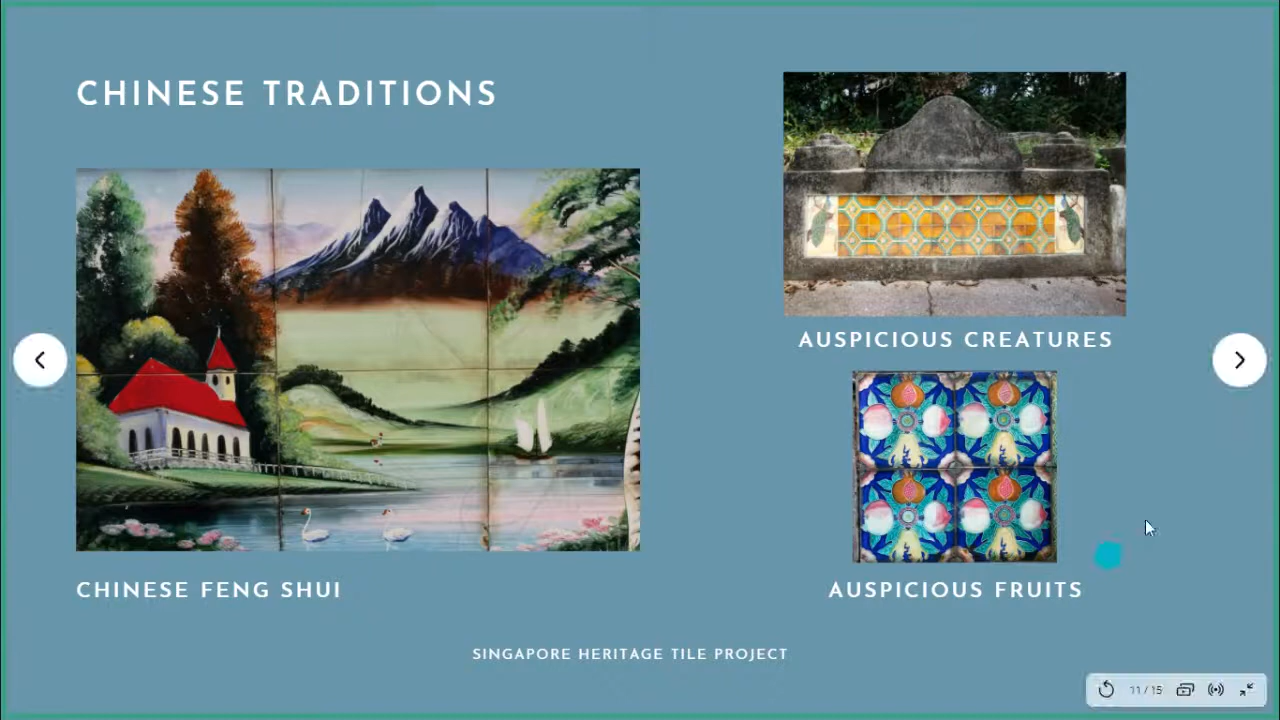 CHINESE TRADITIONS
AUSPICIOUS CREATURES
CHINESE FENG SHUI
AUSPICIOUS FRUITS
SINGAPORE HERITAGE TILE PROJECT
11 / 15